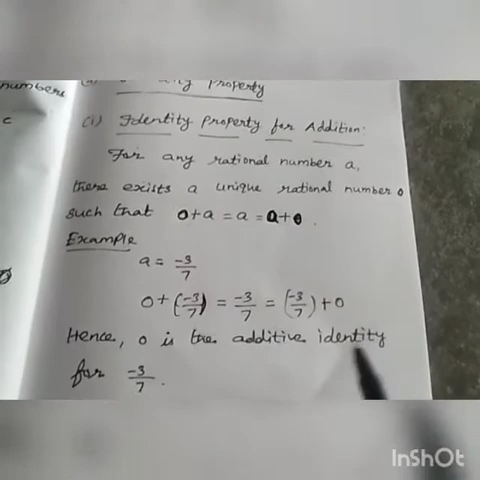 numbers
Property
c
(i) Identity Property for Addition:
For any rational number a,
there exists a unique rational number 0
such that 0+a = a = a+0.
Example
a = -3/7
0 + (-3/7) = -3/7 = (-3/7) + 0
Hence, 0 is the additive identity
for -3/7.
InShOt